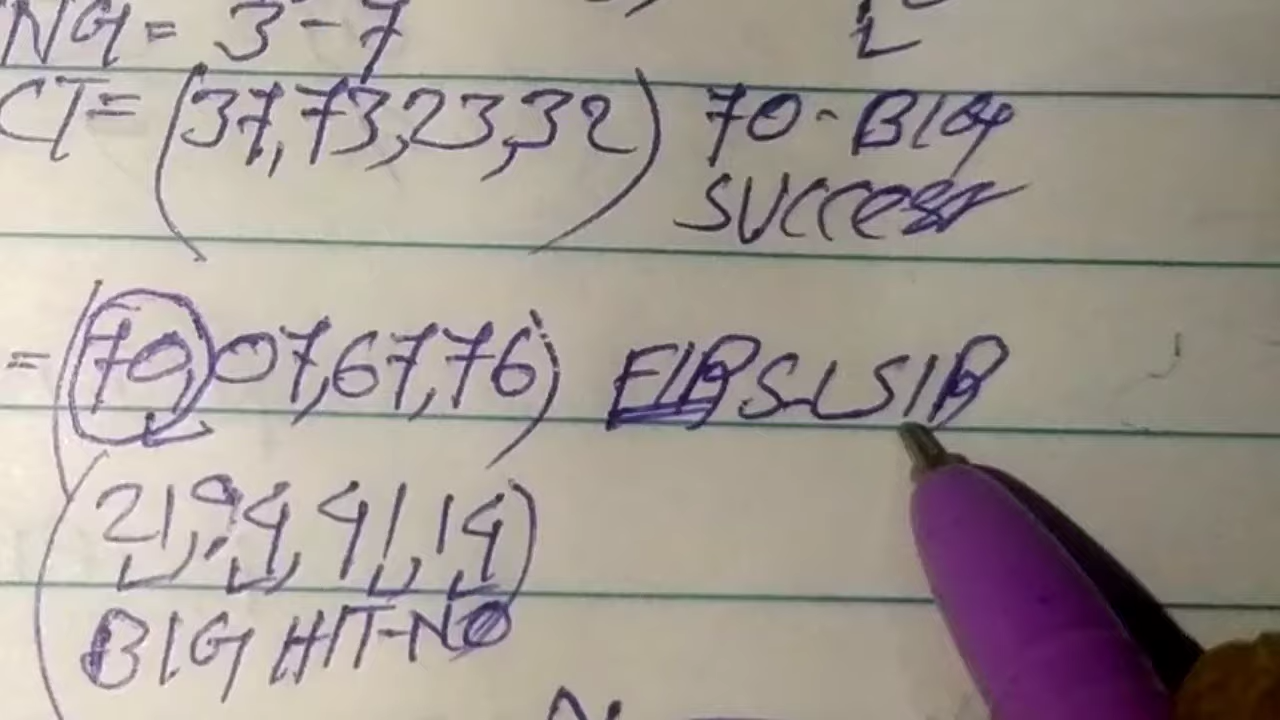 NG = 3-7
CT = (37,73,23,32) 70-BIG
SUCCESS
= (70,07,67,76) F/R S-L S/R
(21,94,41,14)
BIG HIT-NO